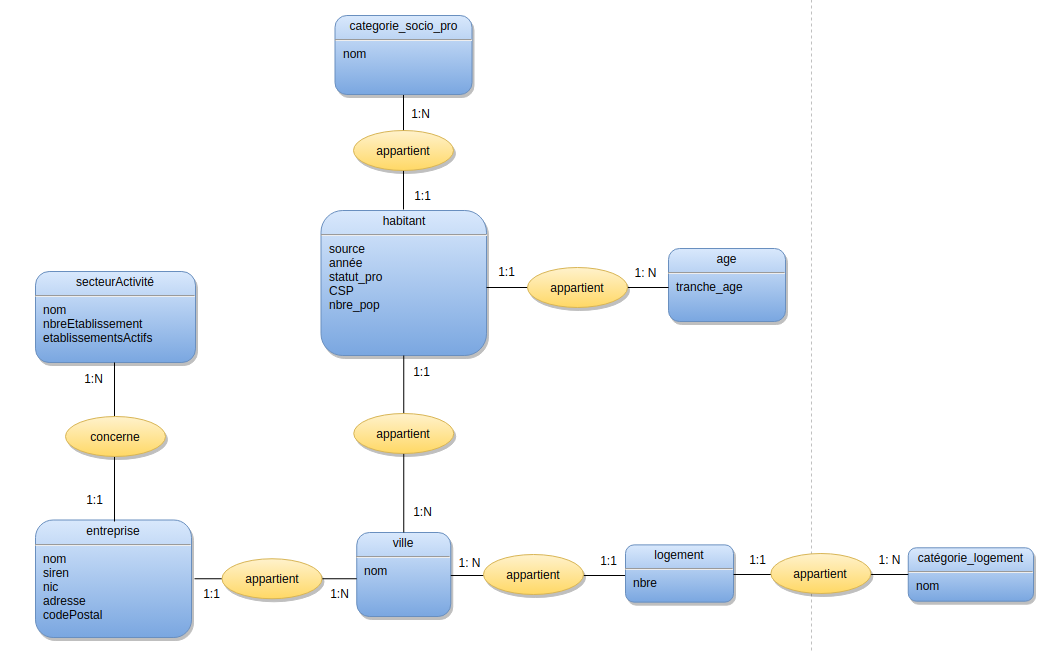 categorie_socio_pro
nom
1:N
appartient
1:1
habitant
source
année
statut_pro
CSP
nbre_pop
1:1
appartient
1: N
age
tranche_age
secteurActivité
nom
nbreEtablissement
etablissementsActifs
1:N
concerne
1:1
1:1
appartient
1:N
entreprise
nom
siren
nic
adresse
codePostal
1:1
appartient
1:N
ville
nom
1: N
appartient
1:1
logement
nbre
1:1
appartient
1: N
catégorie_logement
nom